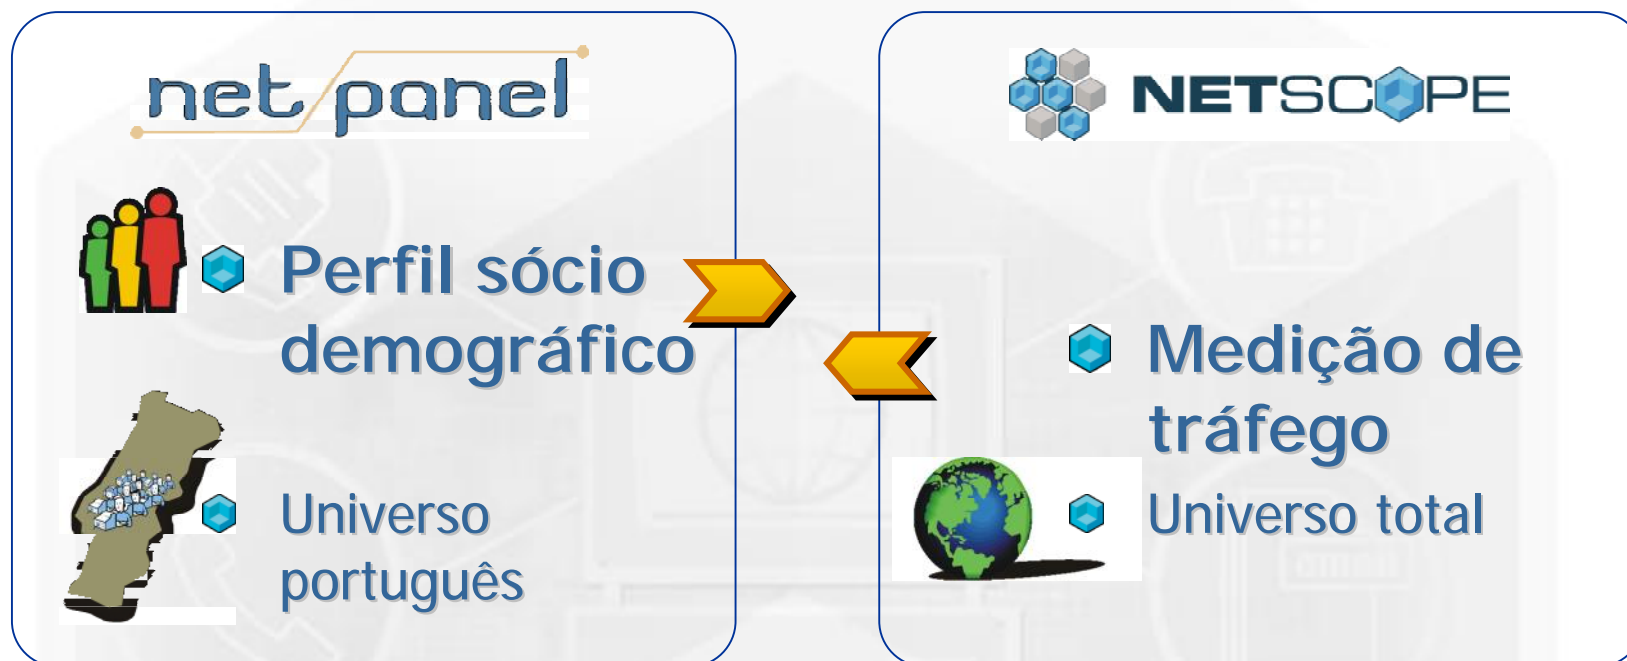 net panel
Perfil sócio
demográfico
Universo
português
NETSCOPE
Medição de
tráfego
Universo total